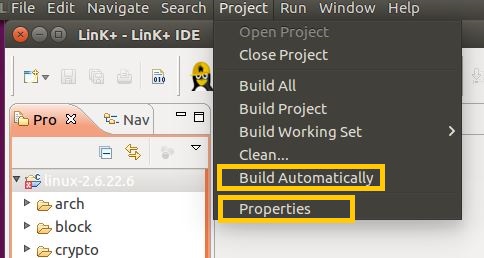 File Edit Navigate Search Project Run Window Help
LinK+ - LinK+ IDE
Open Project
Close Project
Build All
Build Project
Build Working Set
Clean...
Build Automatically
Properties
010
Pro Nav
linux-2.6.22.6
arch
block
crypto